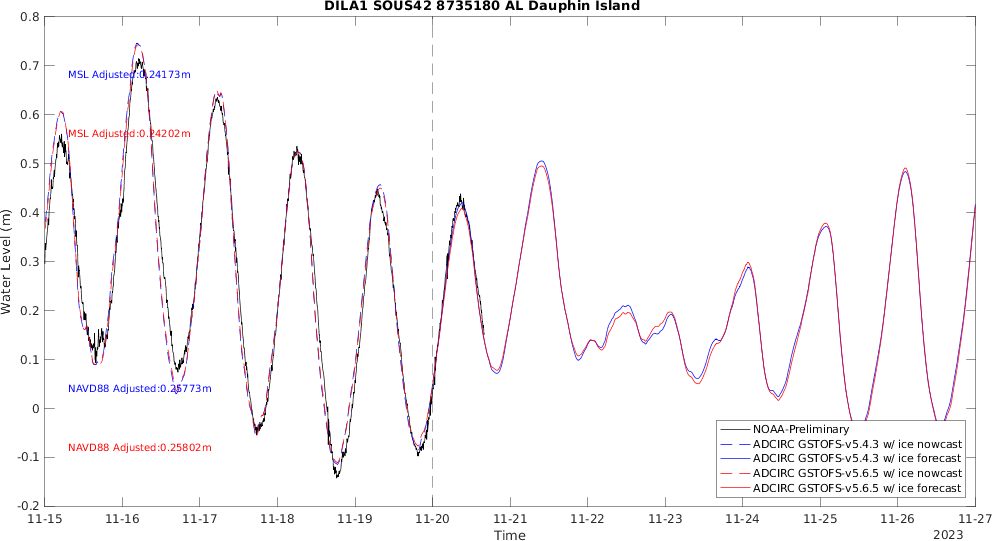 DILA1 SOUS42 8735180 AL Dauphin Island
0.8
0.7
0.6
0.5
0.4
0.3
0.2
0.1
0
-0.1
-0.2
Water Level (m)
MSL Adjusted:0.24173m
MSL Adjusted:0.24202m
NAVD88 Adjusted:0.25773m
NAVD88 Adjusted:0.25802m
NOAA-Preliminary
ADCIRC GSTOFS-v5.4.3 w/ ice nowcast
ADCIRC GSTOFS-v5.4.3 w/ ice forecast
ADCIRC GSTOFS-v5.6.5 w/ ice nowcast
ADCIRC GSTOFS-v5.6.5 w/ ice forecast
11-15 11-16 11-17 11-18 11-19 11-20 11-21 11-22 11-23 11-24 11-25 11-26 11-27
Time
2023